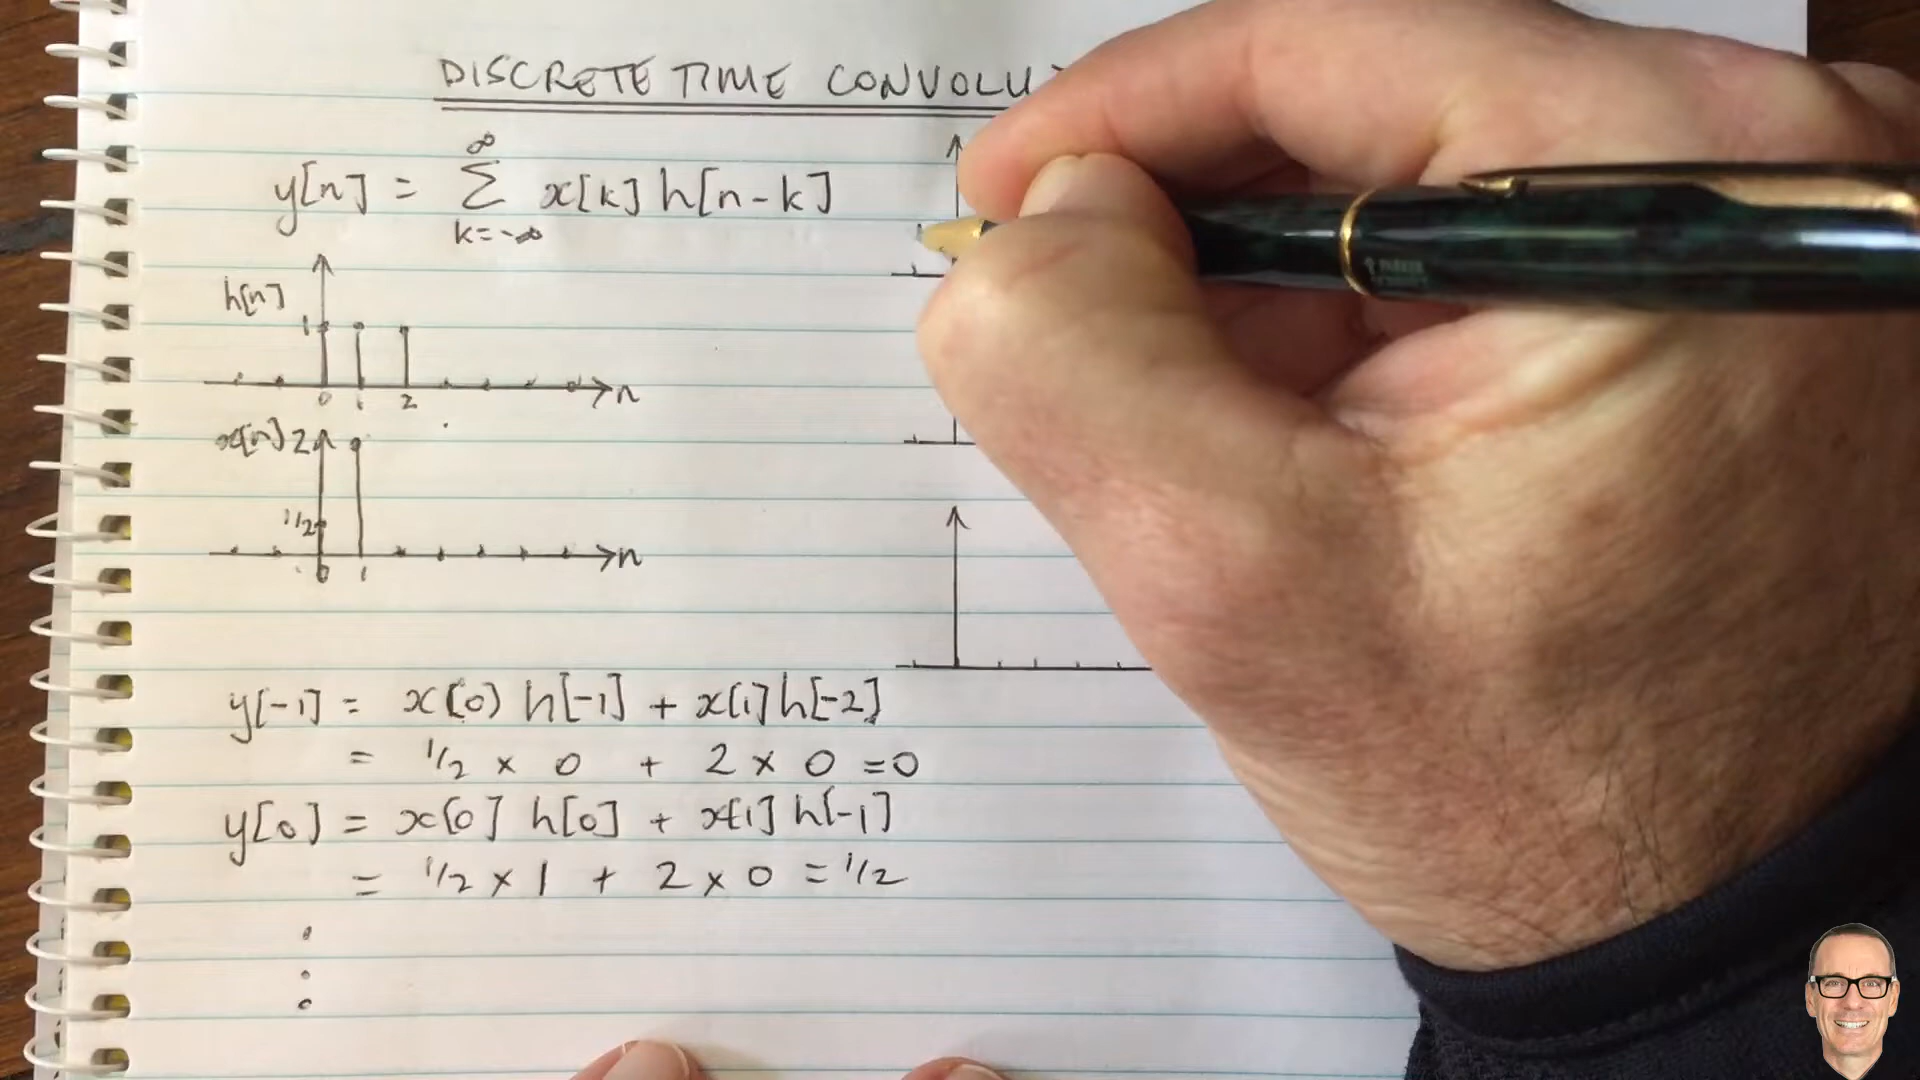 DISCRETE TIME CONVOLU
y[n] = ∞ Σ k=-∞ x[k] h[n-k]
h[n]
1
0 1 2
n
x[n] 2
1/2
0 1
n
y[-1] = x[0] h[-1] + x[1] h[-2]
= 1/2 × 0 + 2 × 0 = 0
y[0] = x[0] h[0] + x[1] h[-1]
= 1/2 × 1 + 2 × 0 = 1/2
PARKER